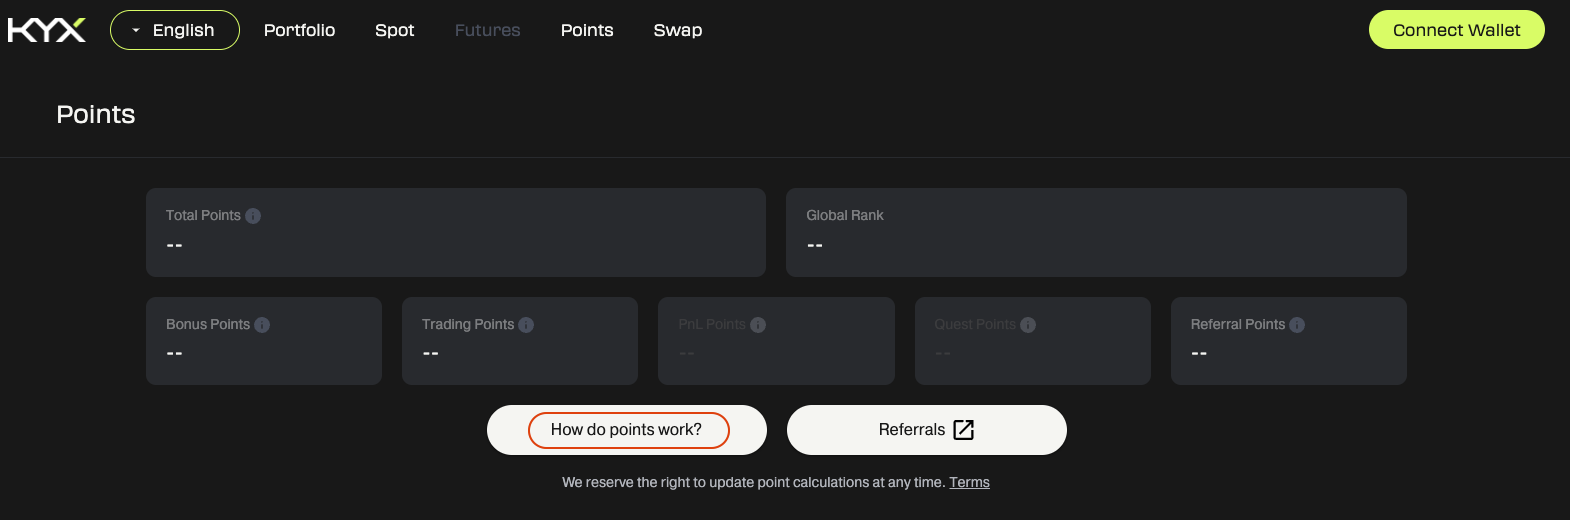 KYX
English
Portfolio
Spot
Futures
Points
Swap
Connect Wallet
Points
Total Points
--
Global Rank
--
Bonus Points
--
Trading Points
--
PnL Points
--
Quest Points
--
Referral Points
--
How do points work?
Referrals
We reserve the right to update point calculations at any time. Terms